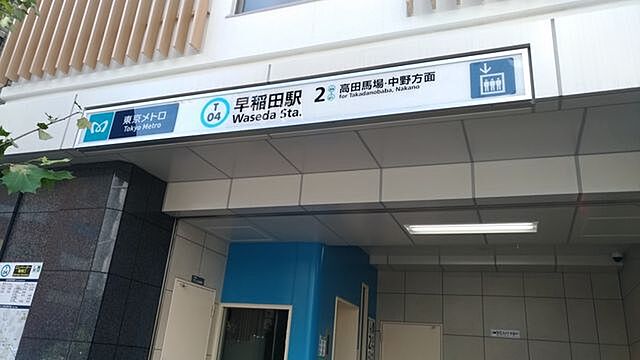 東京メトロ
Tokyo Metro
T
04
早稲田駅
Waseda Sta.
2
高田馬場・中野方面
for Takadanobaba, Nakano